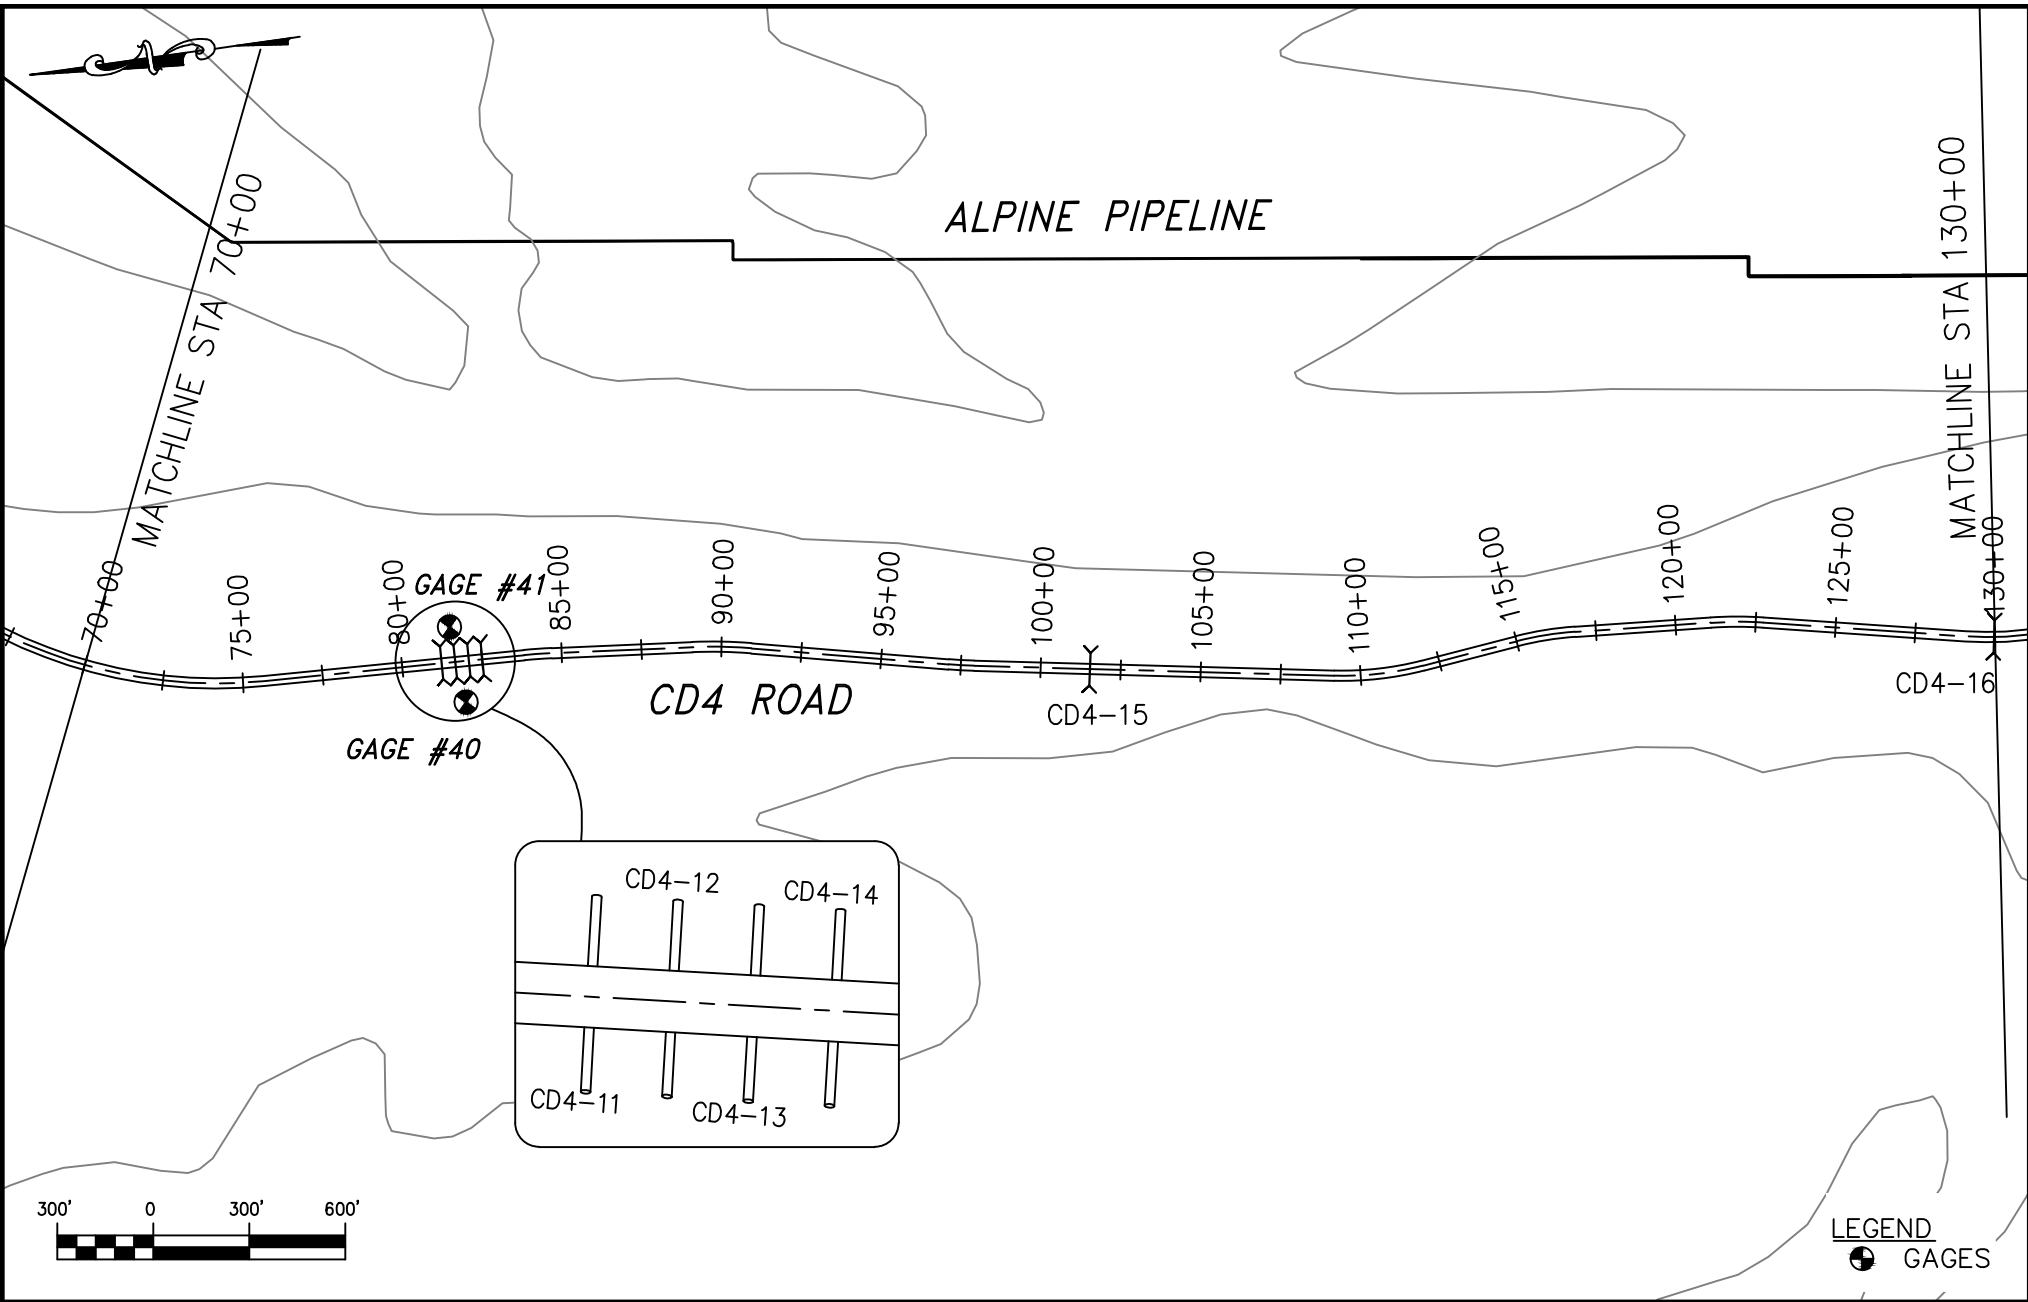 ALPINE PIPELINE
MATCHLINE STA 70+00
MATCHLINE STA 130+00
70+00
75+00
80+00
85+00
90+00
95+00
100+00
105+00
110+00
115+00
120+00
125+00
130+00
GAGE #41
CD4 ROAD
CD4-16
CD4-15
GAGE #40
CD4-12
CD4-14
CD4-11
CD4-13
300' 0 300' 600'
LEGEND
GAGES